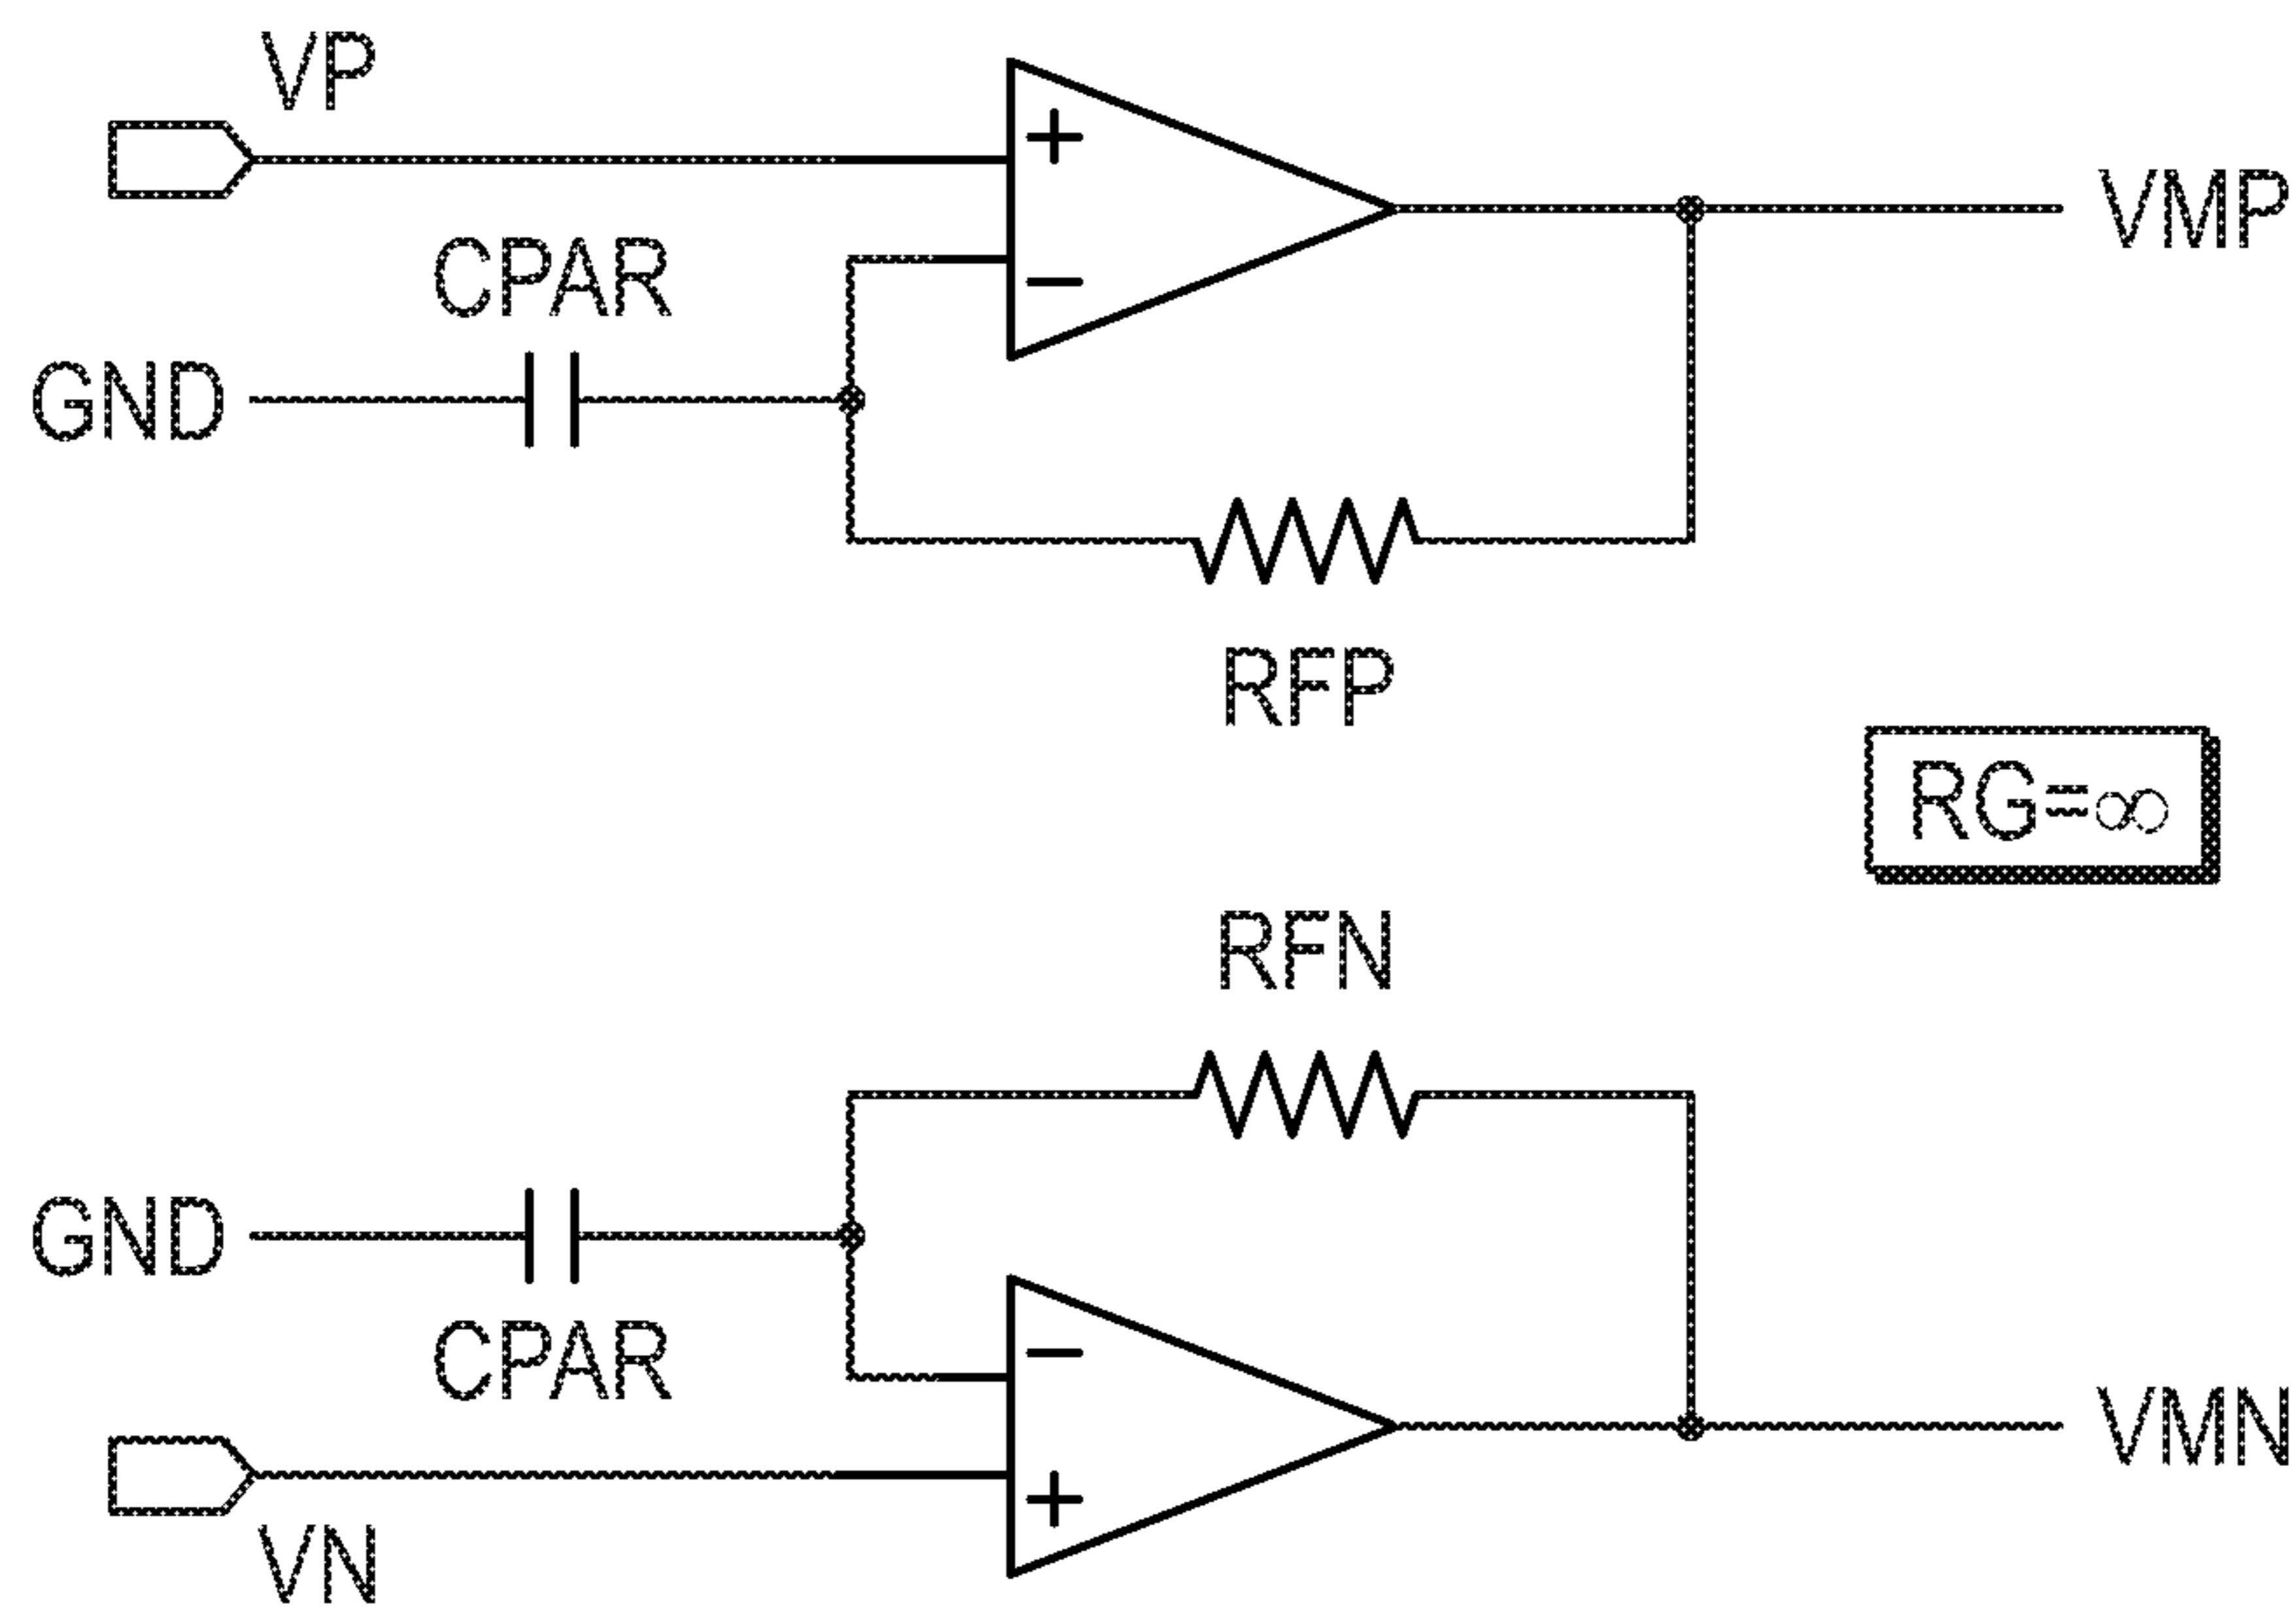 VP
+
VMP
CPAR
−
GND
RFP
RG=∞
RFN
GND
CPAR
−
VMN
+
VN